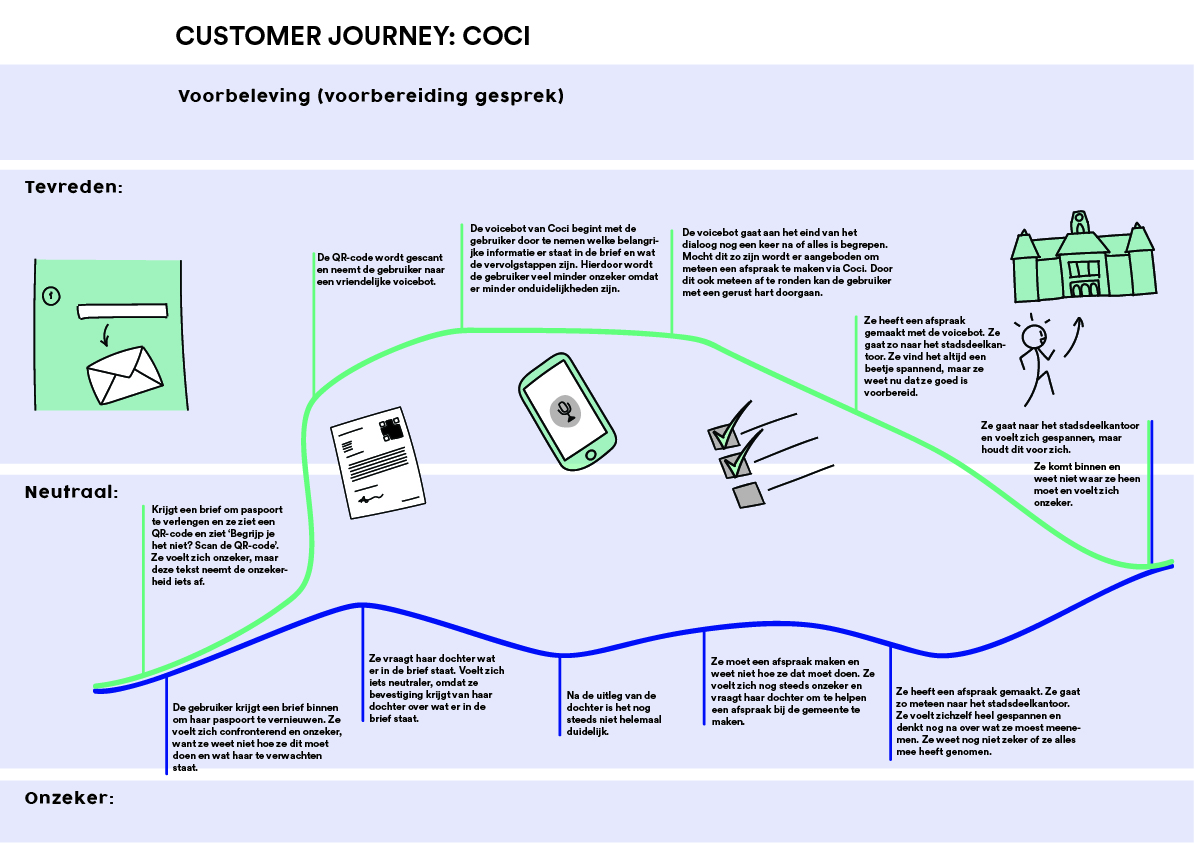 CUSTOMER JOURNEY: COCI
Voorbeleving (voorbereiding gesprek)
Tevreden:
De QR-code wordt gescant
en neemt de gebruiker naar
een vriendelijke voicebot.
De voicebot van Coci begint met de
gebruiker door te nemen welke belangri-
jke informatie er staat in de brief en wat
de vervolgstappen zijn. Hierdoor wordt
de gebruiker veel minder onzeker omdat
er minder onduidelijkheden zijn.
De voicebot gaat aan het eind van het
dialoog nog een keer na of alles is begrepen.
Mocht dit zo zijn wordt er aangeboden om
meteen een afspraak te maken via Coci. Door
dit ook meteen af te ronden kan de gebruiker
met een gerust hart doorgaan.
Ze heeft een afspraak
gemaakt met de voicebot. Ze
gaat zo naar het stadsdeelkan-
toor. Ze vind het altijd een
beetje spannend, maar ze
weet nu dat ze goed is
voorbereid.
Ze gaat naar het stadsdeelkantoor
en voelt zich gespannen, maar
houdt dit voor zich.
Ze komt binnen en
weet niet waar ze heen
moet en voelt zich
onzeker.
Neutraal:
Krijgt een brief om paspoort
te verlengen en ze ziet een
QR-code en ziet ‘Begrijp je
het niet? Scan de QR-code’.
Ze voelt zich onzeker, maar
deze tekst neemt de onzeker-
heid iets af.
De gebruiker krijgt een brief binnen
om haar paspoort te vernieuwen. Ze
voelt zich confronterend en onzeker,
want ze weet niet hoe ze dit moet
doen en wat haar te verwachten
staat.
Ze vraagt haar dochter wat
er in de brief staat. Voelt zich
iets neutraler, omdat ze
bevestiging krijgt van haar
dochter over wat er in de
brief staat.
Na de uitleg van de
dochter is het nog
steeds niet helemaal
duidelijk.
Ze moet een afspraak maken en
weet niet hoe ze dat moet doen. Ze
voelt zich nog steeds onzeker en
vraagt haar dochter om te helpen
een afspraak bij de gemeente te
maken.
Ze heeft een afspraak gemaakt. Ze gaat
zo meteen naar het stadsdeelkantoor.
Ze voelt zichzelf heel gespannen en
denkt nog na over wat ze moest meene-
men. Ze weet nog niet zeker of ze alles
mee heeft genomen.
Onzeker: